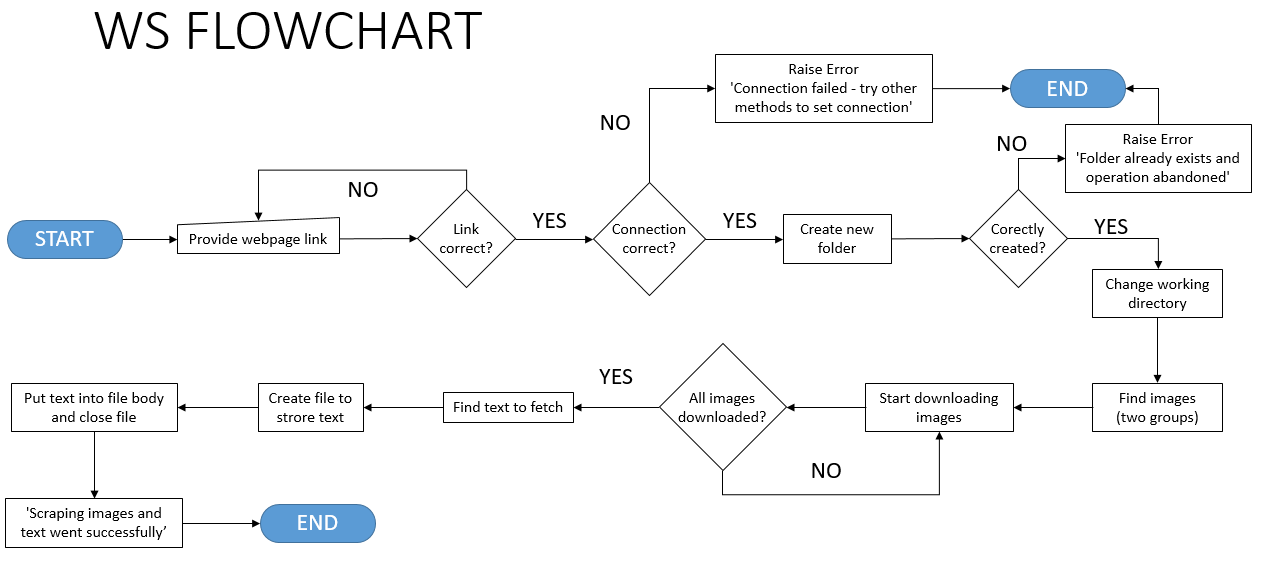 WS FLOWCHART
Raise Error
'Connection failed - try other
methods to set connection'
END
NO
Raise Error
'Folder already exists and
operation abandoned'
NO
NO
START
Provide webpage link
Link
correct?
YES
Connection
correct?
YES
Create new
folder
Corectly
created?
YES
Change working
directory
Find images
(two groups)
Start downloading
images
All images
downloaded?
NO
YES
Find text to fetch
Create file to
strore text
Put text into file body
and close file
'Scraping images and
text went successfully’
END